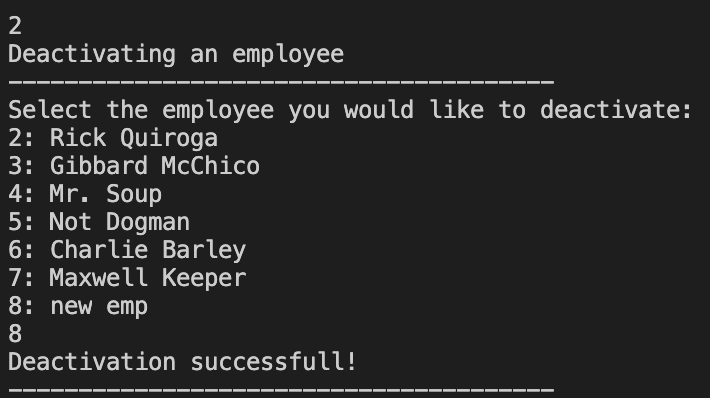 2
Deactivating an employee
---------------------------------------
Select the employee you would like to deactivate:
2: Rick Quiroga
3: Gibbard McChico
4: Mr. Soup
5: Not Dogman
6: Charlie Barley
7: Maxwell Keeper
8: new emp
8
Deactivation successfull!
---------------------------------------